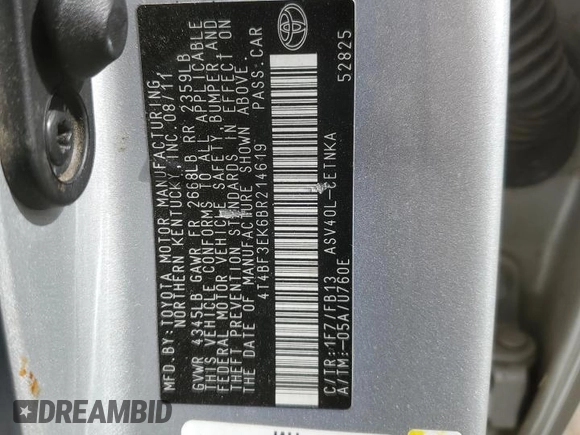 MFD.BY:TOYOTA MOTOR MANUFACTURING
NORTHERN KENTUCKY, INC. 08/11
GVWR 4345LB GAWR FR 2668LB RR 2359LB
THIS VEHICLE CONFORMS TO ALL APPLICABLE
FEDERAL MOTOR VEHICLE SAFETY, BUMPER,AND
THEFT PREVENTION STANDARDS IN EFFECT ON
THE DATE OF MANUFACTURE SHOWN ABOVE.
4T4BF3EK6BR214619 PASS.CAR
C/TR:1F7/FB13 ASV40L-CETNKA
A/TM:-05A/U760E 52825
DREAMBID